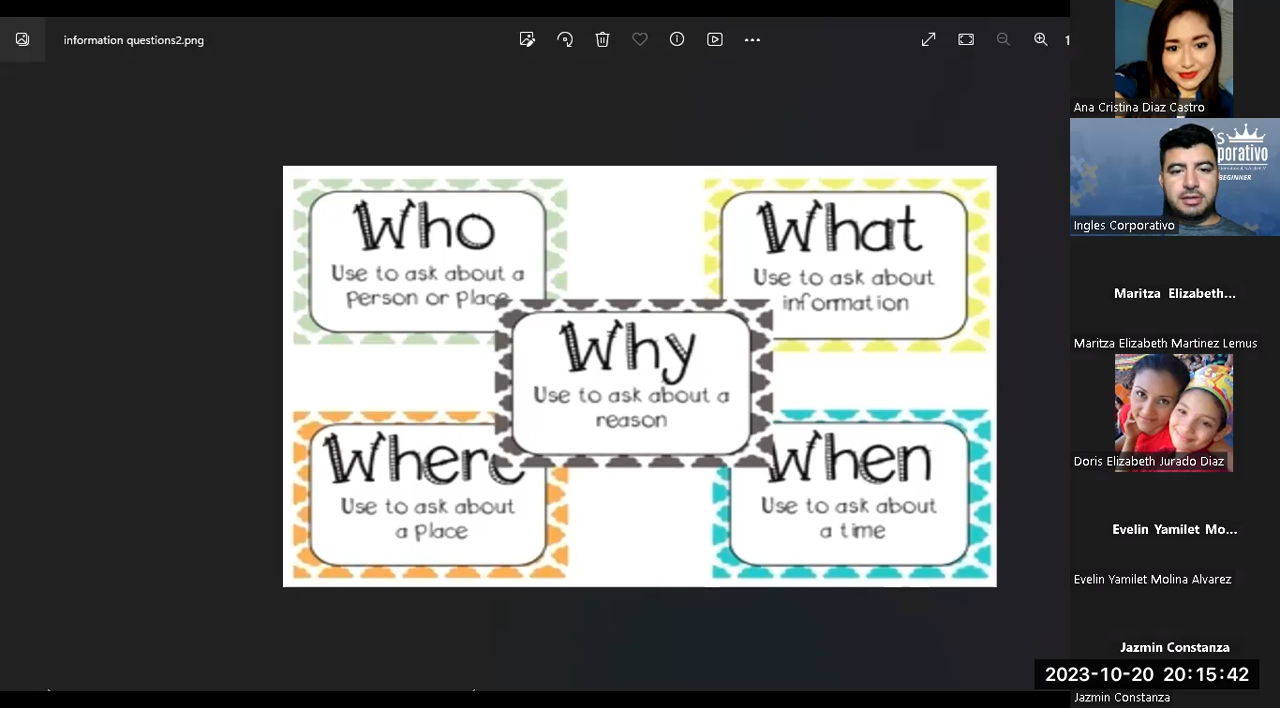 information questions2.png
1
Who
Use to ask about a
person or place
What
Use to ask about
information
Why
Use to ask about a
reason
Where
Use to ask about
a place
When
Use to ask about
a time
Ana Cristina Diaz Castro
porativo
BEGINNER
Ingles Corporativo
Maritza Elizabeth...
Maritza Elizabeth Martinez Lemus
Doris Elizabeth Jurado Diaz
Evelin Yamilet Mo...
Evelin Yamilet Molina Alvarez
Jazmin Constanza
2023-10-20 20:15:42
Jazmin Constanza